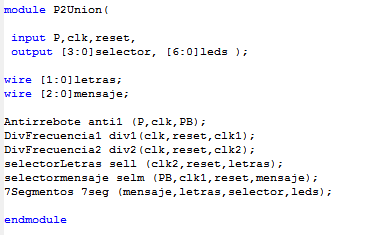 module P2Union(
input P,clk,reset,
output [3:0]selector, [6:0]leds );
wire [1:0]letras;
wire [2:0]mensaje;
Antirrebote anti1 (P,clk,PB);
DivFrecuencia1 div1(clk,reset,clk1);
DivFrecuencia2 div2(clk,reset,clk2);
selectorLetras sell (clk2,reset,letras);
selectormensaje selm (PB,clk1,reset,mensaje);
7Segmentos 7seg (mensaje,letras,selector,leds);
endmodule